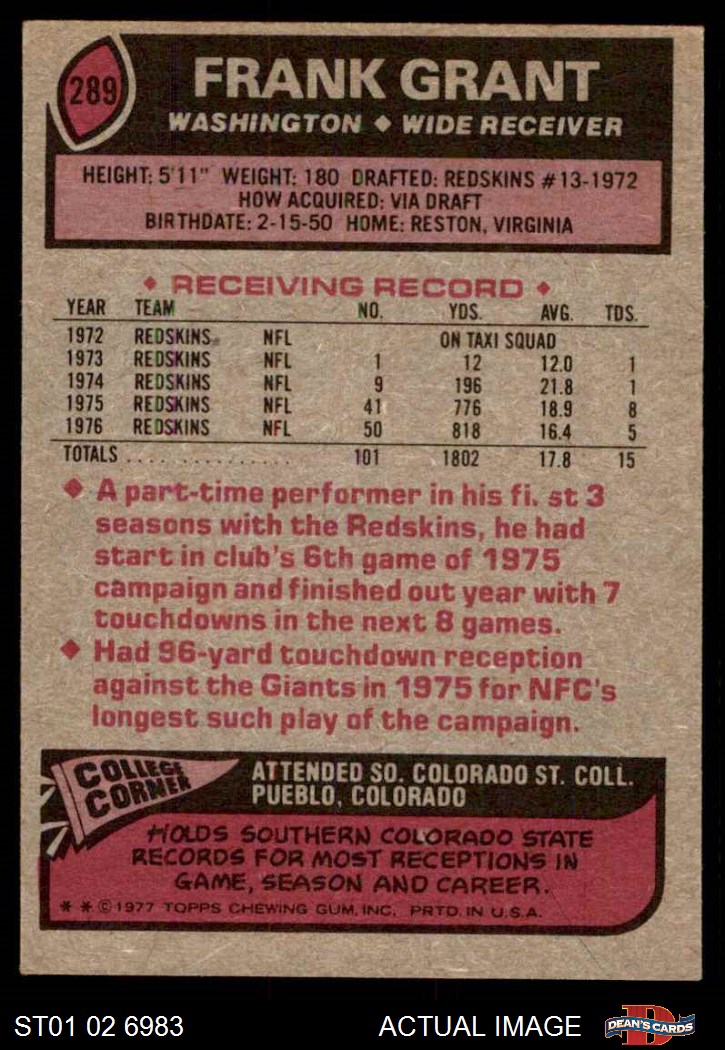 289
FRANK GRANT
WASHINGTON ◆ WIDE RECEIVER
HEIGHT: 5'11" WEIGHT: 180 DRAFTED: REDSKINS #13-1972
HOW ACQUIRED: VIA DRAFT
BIRTHDATE: 2-15-50 HOME: RESTON, VIRGINIA
◆ RECEIVING RECORD ◆
YEAR TEAM NO. YDS. AVG. TDS.
1972 REDSKINS NFL ON TAXI SQUAD
1973 REDSKINS NFL 1 12 12.0 1
1974 REDSKINS NFL 9 196 21.8 1
1975 REDSKINS NFL 41 776 18.9 8
1976 REDSKINS NFL 50 818 16.4 5
TOTALS . . . . . . . . . . . . . . . 101 1802 17.8 15
◆ A part-time performer in his fi. st 3
seasons with the Redskins, he had
start in club's 6th game of 1975
campaign and finished out year with 7
touchdowns in the next 8 games.
◆ Had 96-yard touchdown reception
against the Giants in 1975 for NFC's
longest such play of the campaign.
COLLEGE
CORNER
ATTENDED SO. COLORADO ST. COLL.
PUEBLO, COLORADO
HOLDS SOUTHERN COLORADO STATE
RECORDS FOR MOST RECEPTIONS IN
GAME, SEASON AND CAREER.
* * © 1977 TOPPS CHEWING GUM, INC. PRTD. IN U.S.A.
ST01 02 6983 ACTUAL IMAGE
D
DEAN'S CARDS